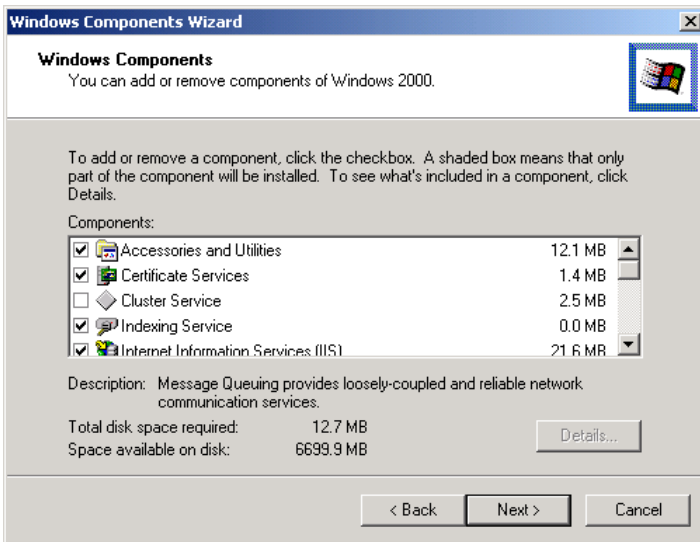 Windows Components Wizard
Windows Components
You can add or remove components of Windows 2000.
To add or remove a component, click the checkbox. A shaded box means that only
part of the component will be installed. To see what's included in a component, click
Details.
Components:
Accessories and Utilities 12.1 MB
Certificate Services 1.4 MB
Cluster Service 2.5 MB
Indexing Service 0.0 MB
Internet Information Services (IIS) 21.6 MB
Description: Message Queuing provides loosely-coupled and reliable network
communication services.
Total disk space required: 12.7 MB
Space available on disk: 6699.9 MB
Details...
< Back Next > Cancel